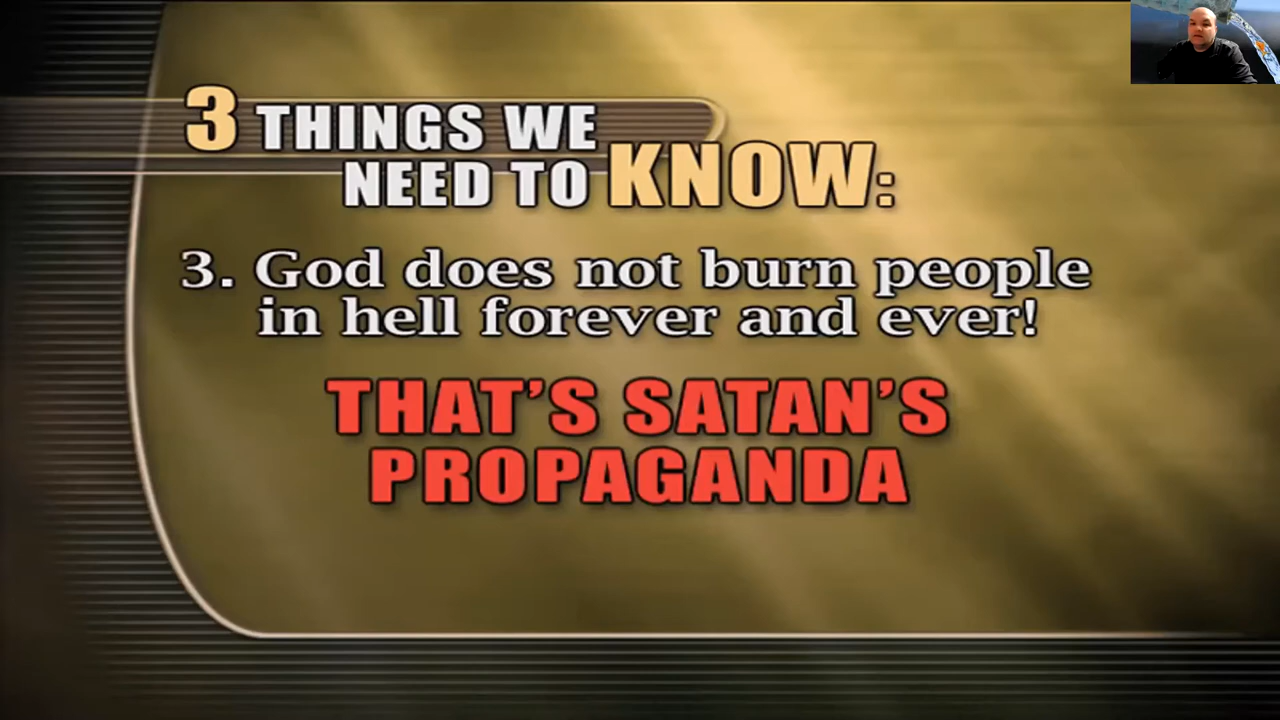 3 THINGS WE
NEED TO KNOW:
3. God does not burn people
in hell forever and ever!
THAT'S SATAN'S
PROPAGANDA